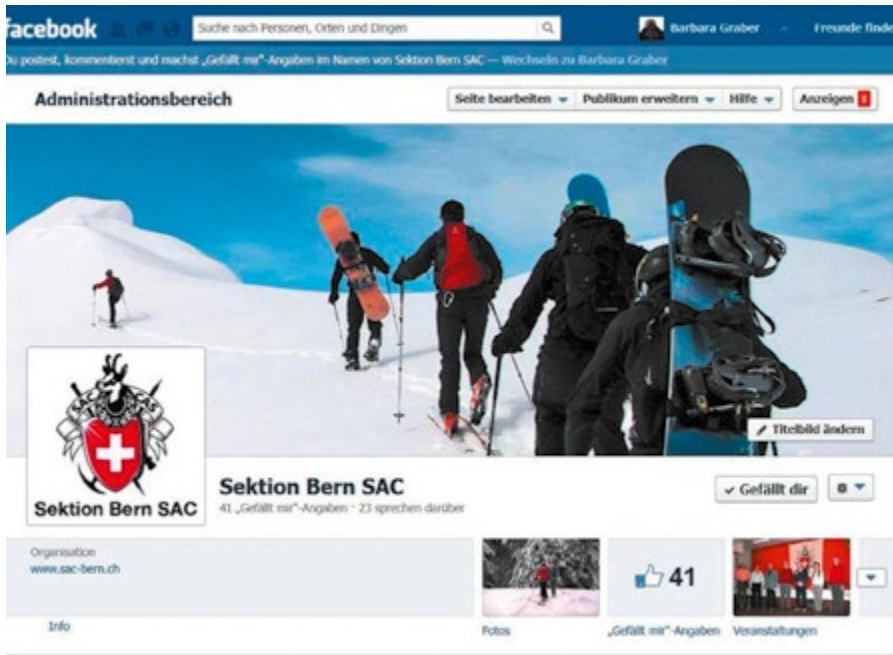 facebook
Suche nach Personen, Orten und Dingen
Barbara Graber
Freunde finde
Du postest, kommentierst und machst „Gefällt mir“-Angaben im Namen von Sektion Bern SAC — Wechseln zu Barbara Graber
Administrationsbereich
Seite bearbeiten
Publikum erweitern
Hilfe
Anzeigen 1
Titelbild ändern
Sektion Bern SAC
Sektion Bern SAC
41 „Gefällt mir“-Angaben · 23 sprechen darüber
Gefällt dir
Organisation
www.sac-bern.ch
41
Info
Fotos
„Gefällt mir“-Angaben
Veranstaltungen